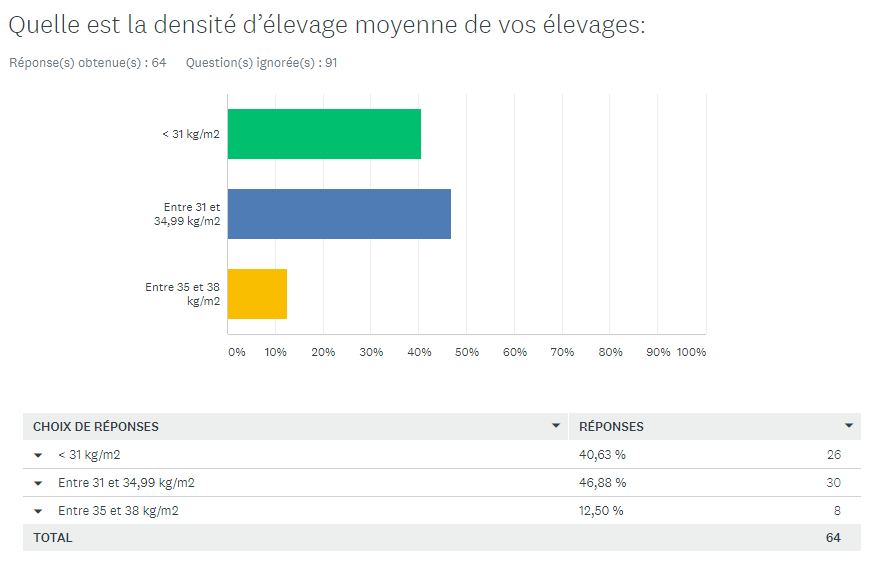 Quelle est la densité d’élevage moyenne de vos élevages:
Réponse(s) obtenue(s) : 64 Question(s) ignorée(s) : 91
< 31 kg/m2
Entre 31 et
34,99 kg/m2
Entre 35 et 38
kg/m2
0% 10% 20% 30% 40% 50% 60% 70% 80% 90% 100%
CHOIX DE RÉPONSES RÉPONSES
< 31 kg/m2 40,63 % 26
Entre 31 et 34,99 kg/m2 46,88 % 30
Entre 35 et 38 kg/m2 12,50 % 8
TOTAL 64